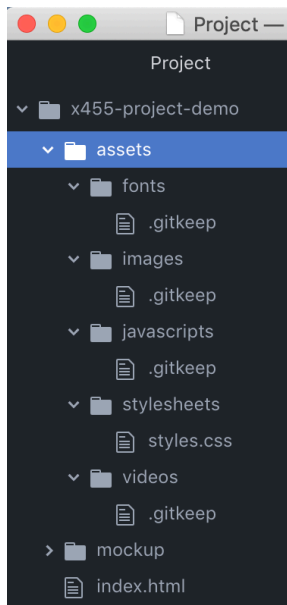 Project —
Project
x455-project-demo
assets
fonts
.gitkeep
images
.gitkeep
javascripts
.gitkeep
stylesheets
styles.css
videos
.gitkeep
mockup
index.html